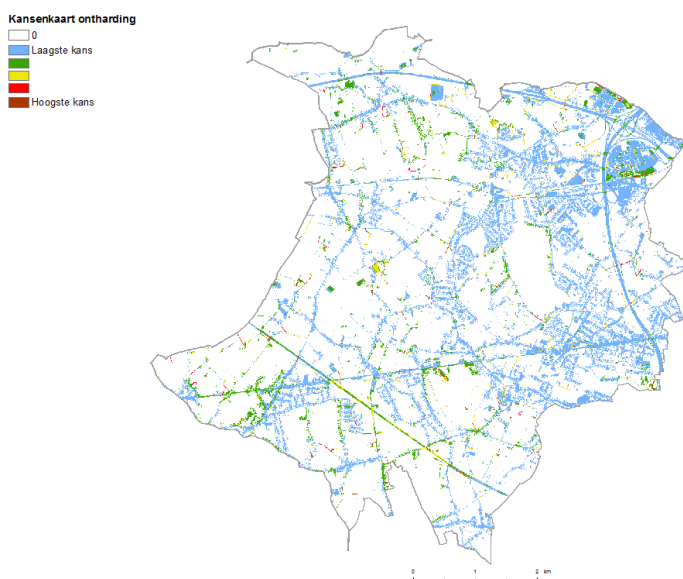 Kansenkaart ontharding
0
Laagste kans
Hoogste kans
0 1 2 km